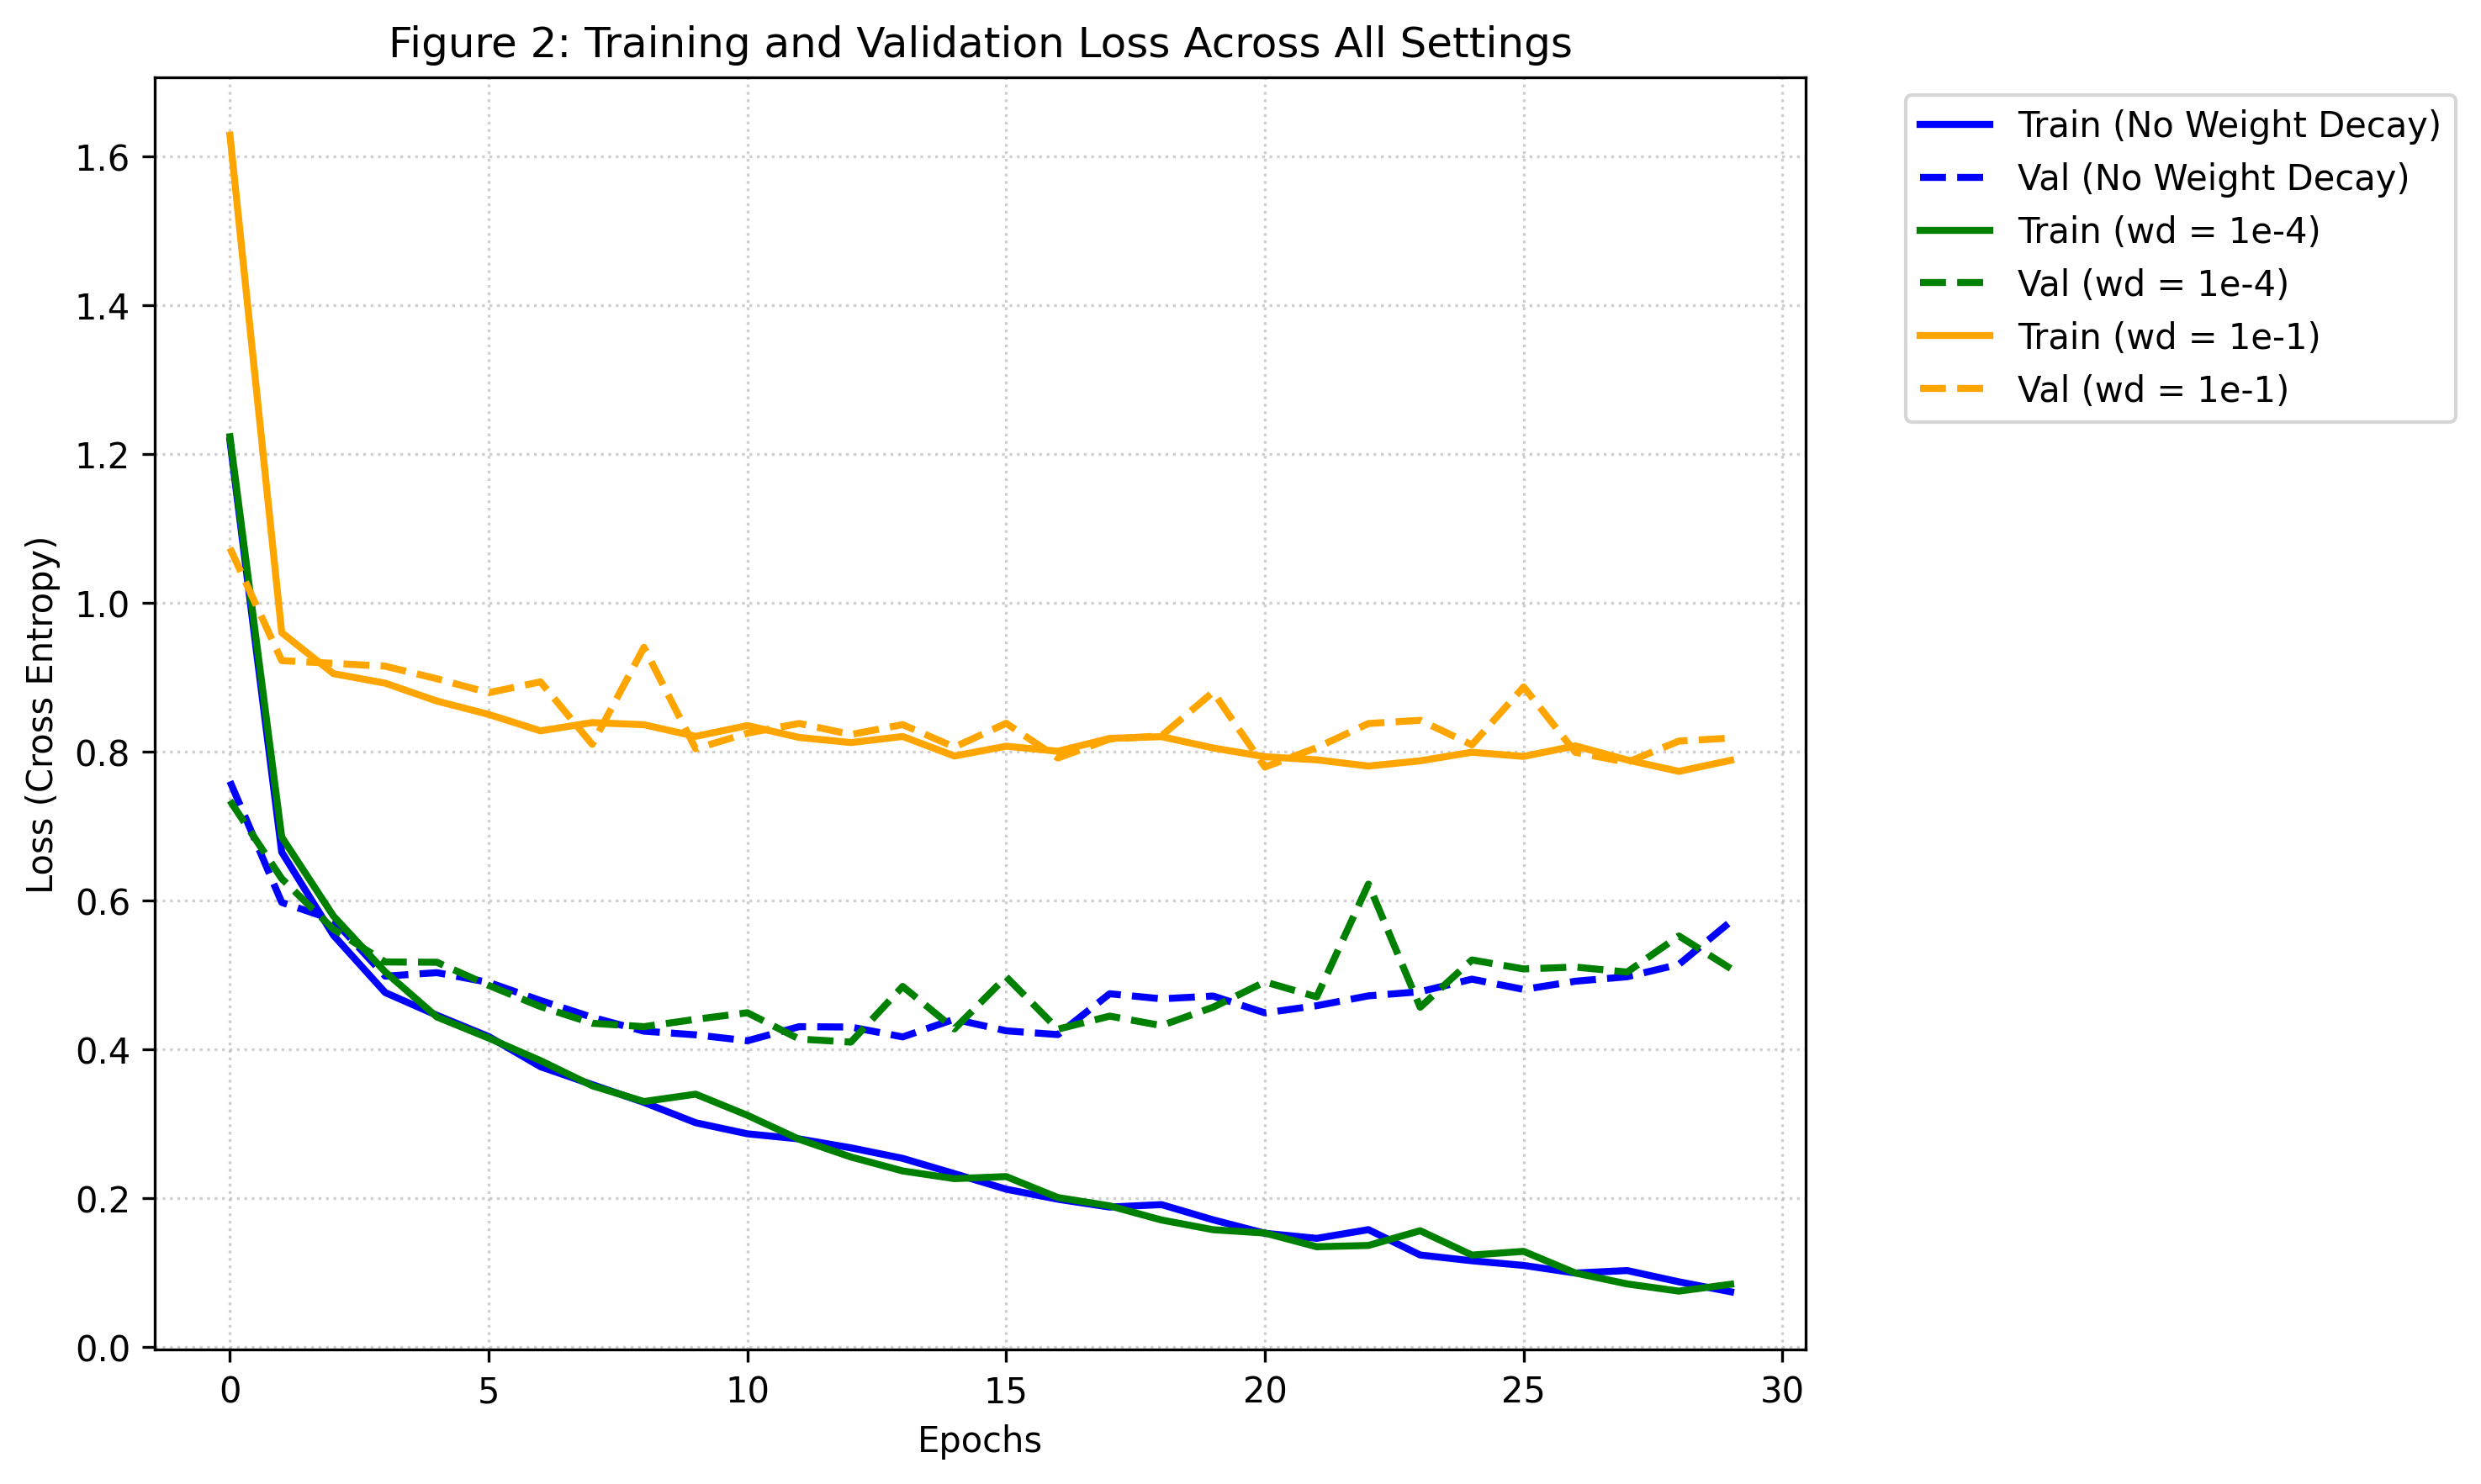 Figure 2: Training and Validation Loss Across All Settings
Train (No Weight Decay)
Val (No Weight Decay)
Train (wd = 1e-4)
Val (wd = 1e-4)
Train (wd = 1e-1)
Val (wd = 1e-1)
Loss (Cross Entropy)
1.6
1.4
1.2
1.0
0.8
0.6
0.4
0.2
0.0
0 5 10 15 20 25 30
Epochs